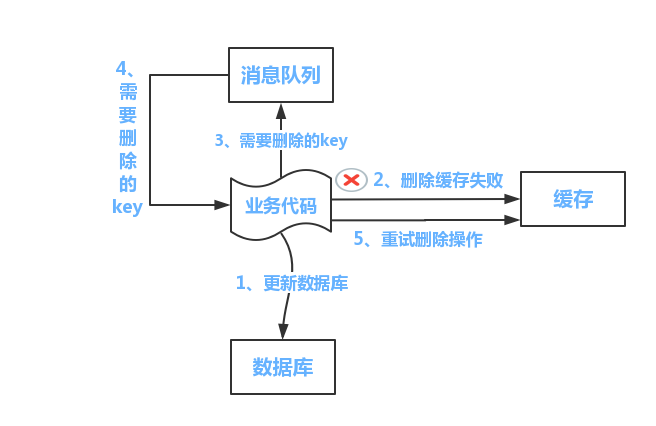 消息队列
4、需要删除的key
3、需要删除的key
2、删除缓存失败
业务代码
缓存
5、重试删除操作
1、更新数据库
数据库